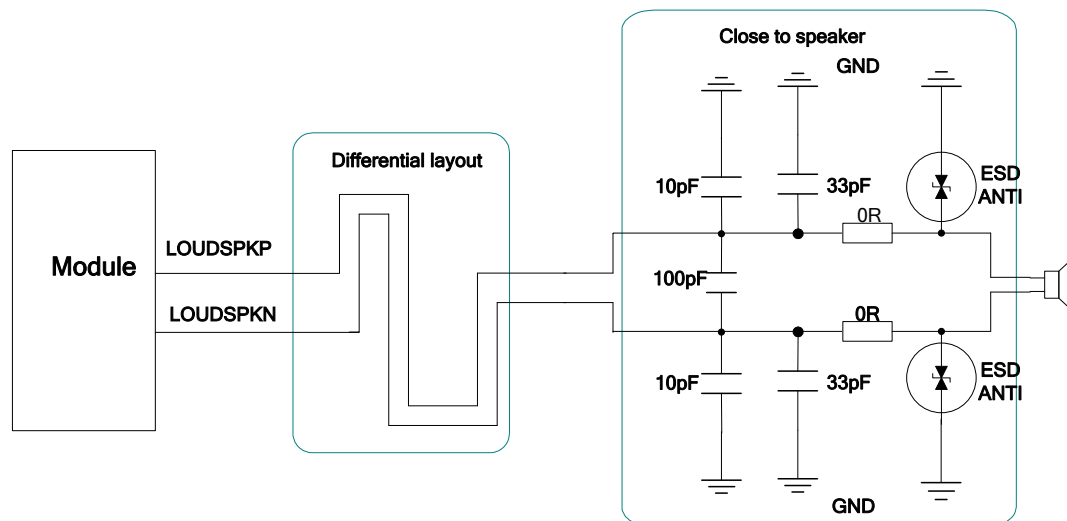 Close to speaker
GND
Differential layout
10pF
33pF
ESD
ANTI
0R
LOUDSPKP
Module
100pF
LOUDSPKN
0R
10pF
33pF
ESD
ANTI
GND